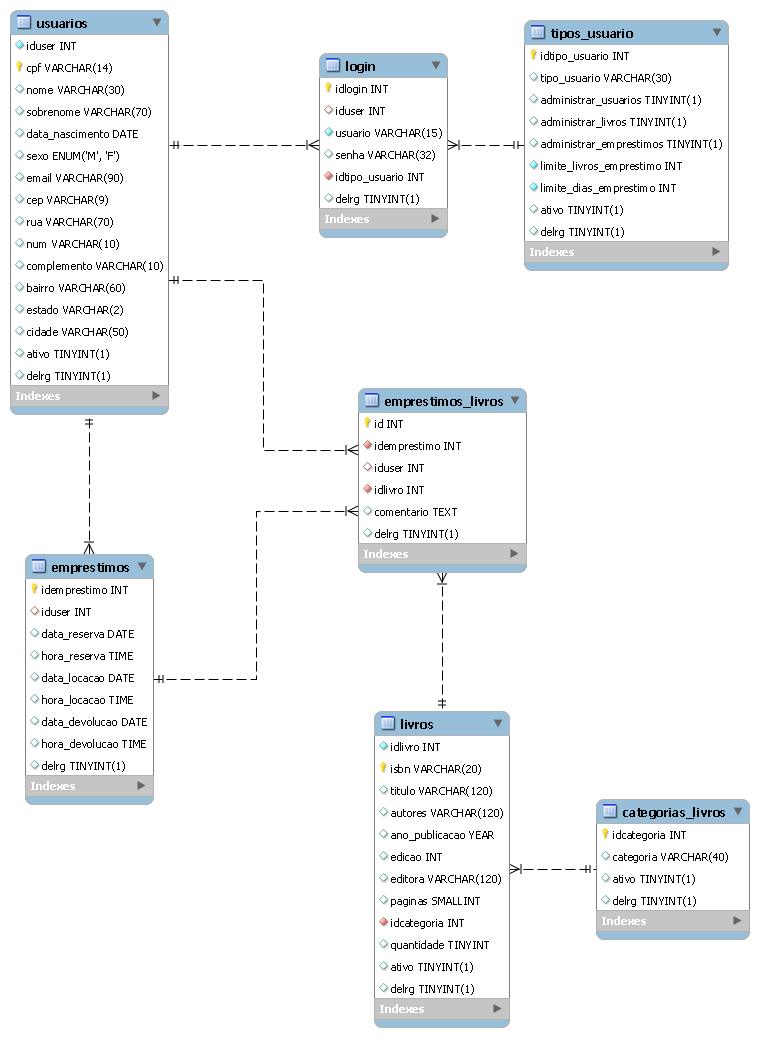 usuarios
iduser INT
cpf VARCHAR(14)
nome VARCHAR(30)
sobrenome VARCHAR(70)
data_nascimento DATE
sexo ENUM('M', 'F')
email VARCHAR(90)
cep VARCHAR(9)
rua VARCHAR(70)
num VARCHAR(10)
complemento VARCHAR(10)
bairro VARCHAR(60)
estado VARCHAR(2)
cidade VARCHAR(50)
ativo TINYINT(1)
delrg TINYINT(1)
Indexes
login
idlogin INT
iduser INT
usuario VARCHAR(15)
senha VARCHAR(32)
idtipo_usuario INT
delrg TINYINT(1)
Indexes
tipos_usuario
idtipo_usuario INT
tipo_usuario VARCHAR(30)
administrar_usuarios TINYINT(1)
administrar_livros TINYINT(1)
administrar_emprestimos TINYINT(1)
limite_livros_emprestimo INT
limite_dias_emprestimo INT
ativo TINYINT(1)
delrg TINYINT(1)
Indexes
emprestimos_livros
id INT
idemprestimo INT
iduser INT
idlivro INT
comentario TEXT
delrg TINYINT(1)
Indexes
emprestimos
idemprestimo INT
iduser INT
data_reserva DATE
hora_reserva TIME
data_locacao DATE
hora_locacao TIME
data_devolucao DATE
hora_devolucao TIME
delrg TINYINT(1)
Indexes
livros
idlivro INT
isbn VARCHAR(20)
titulo VARCHAR(120)
autores VARCHAR(120)
ano_publicacao YEAR
edicao INT
editora VARCHAR(120)
paginas SMALLINT
idcategoria INT
quantidade TINYINT
ativo TINYINT(1)
delrg TINYINT(1)
Indexes
categorias_livros
idcategoria INT
categoria VARCHAR(40)
ativo TINYINT(1)
delrg TINYINT(1)
Indexes